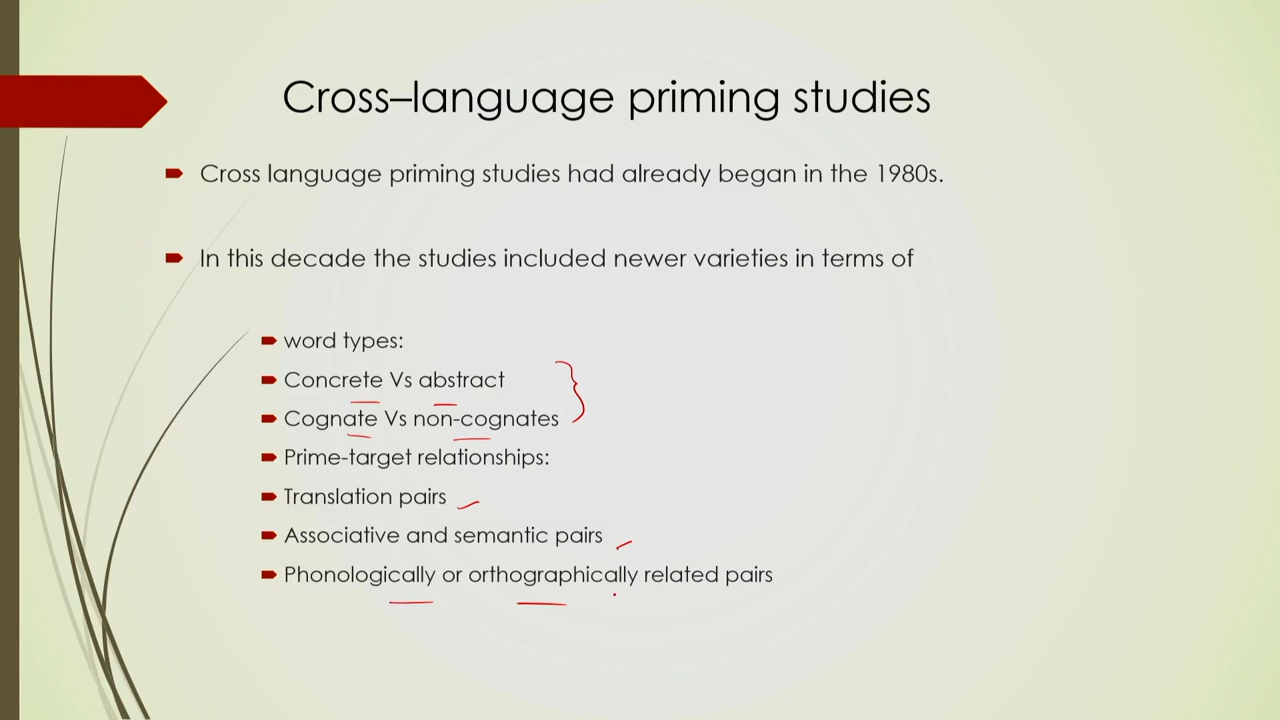 Cross–language priming studies
Cross language priming studies had already began in the 1980s.
In this decade the studies included newer varieties in terms of
word types:
Concrete Vs abstract
Cognate Vs non-cognates
Prime-target relationships:
Translation pairs
Associative and semantic pairs
Phonologically or orthographically related pairs